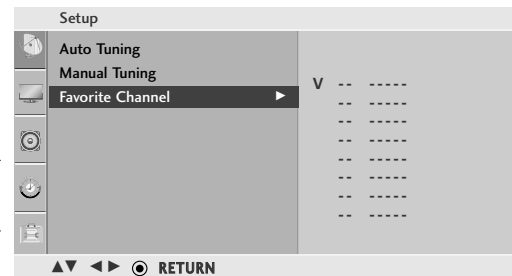 Setup
Auto Tuning
Manual Tuning
Favorite Channel ►
V -- -----
-- -----
-- -----
-- -----
-- -----
-- -----
-- -----
-- -----
▲▼ ◄► ◉ RETURN